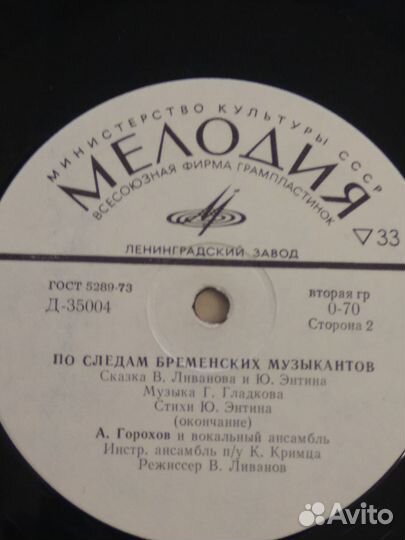 МИНИСТЕРСТВО КУЛЬТУРЫ СССР
МЕЛОДИЯ
ВСЕСОЮЗНАЯ ФИРМА ГРАМПЛАСТИНОК
ЛЕНИНГРАДСКИЙ ЗАВОД
▽33
ГОСТ 5289-73
Д-35004
вторая гр
0-70
Сторона 2
ПО СЛЕДАМ БРЕМЕНСКИХ МУЗЫКАНТОВ
Сказка В. Ливанова и Ю. Энтина
Музыка Г. Гладкова
Стихи Ю. Энтина
(окончание)
А. Горохов и вокальный ансамбль
Инстр. ансамбль п/у К. Кримца
Режиссер В. Ливанов
Avito